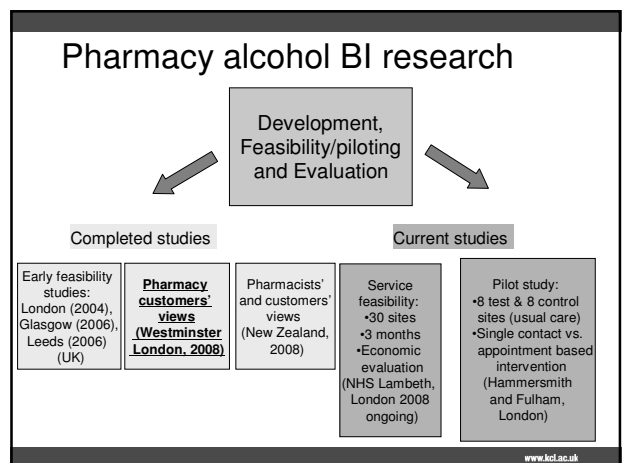 Pharmacy alcohol BI research
Development,
Feasibility/piloting
and Evaluation
Completed studies
Current studies
Early feasibility
studies:
London (2004),
Glasgow (2006),
Leeds (2006)
(UK)
Pharmacy
customers'
views
(Westminster
London, 2008)
Pharmacists'
and customers'
views
(New Zealand,
2008)
Service
feasibility:
•30 sites
•3 months
•Economic
evaluation
(NHS Lambeth,
London 2008
ongoing)
Pilot study:
•8 test & 8 control
sites (usual care)
•Single contact vs.
appointment based
intervention
(Hammersmith
and Fulham,
London)
www.kcl.ac.uk